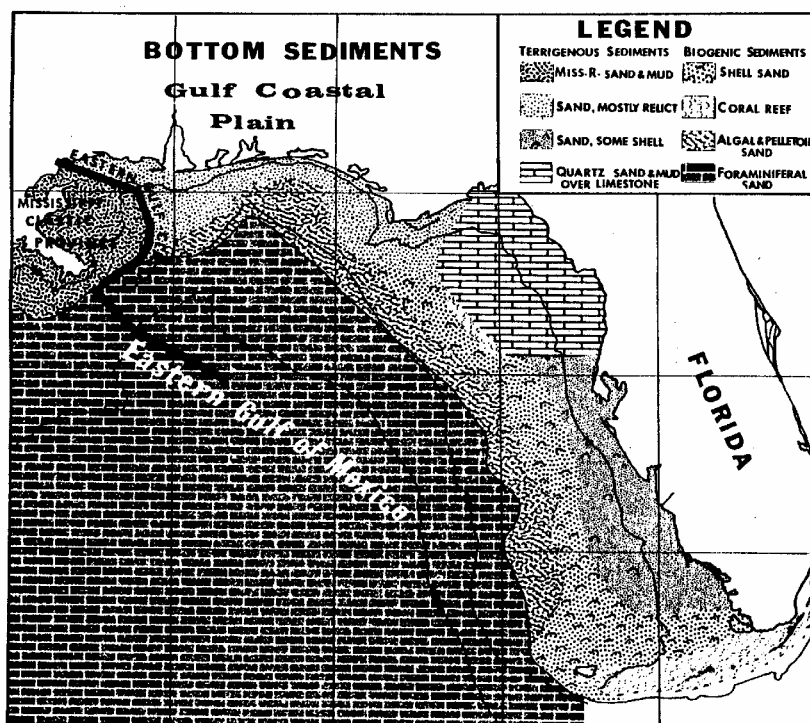 BOTTOM SEDIMENTS
Gulf Coastal
Plain
LEGEND
TERRIGENOUS SEDIMENTS BIOGENIC SEDIMENTS
MISS-R- SAND & MUD SHELL SAND
SAND, MOSTLY RELICT CORAL REEF
SAND, SOME SHELL ALGAL & PELLETOID SAND
QUARTZ SAND & MUD OVER LIMESTONE FORAMINIFERAL SAND
EASTERN
MISSISSIPPI
CLASTIC
PROVINCE
Eastern Gulf of Mexico
FLORIDA